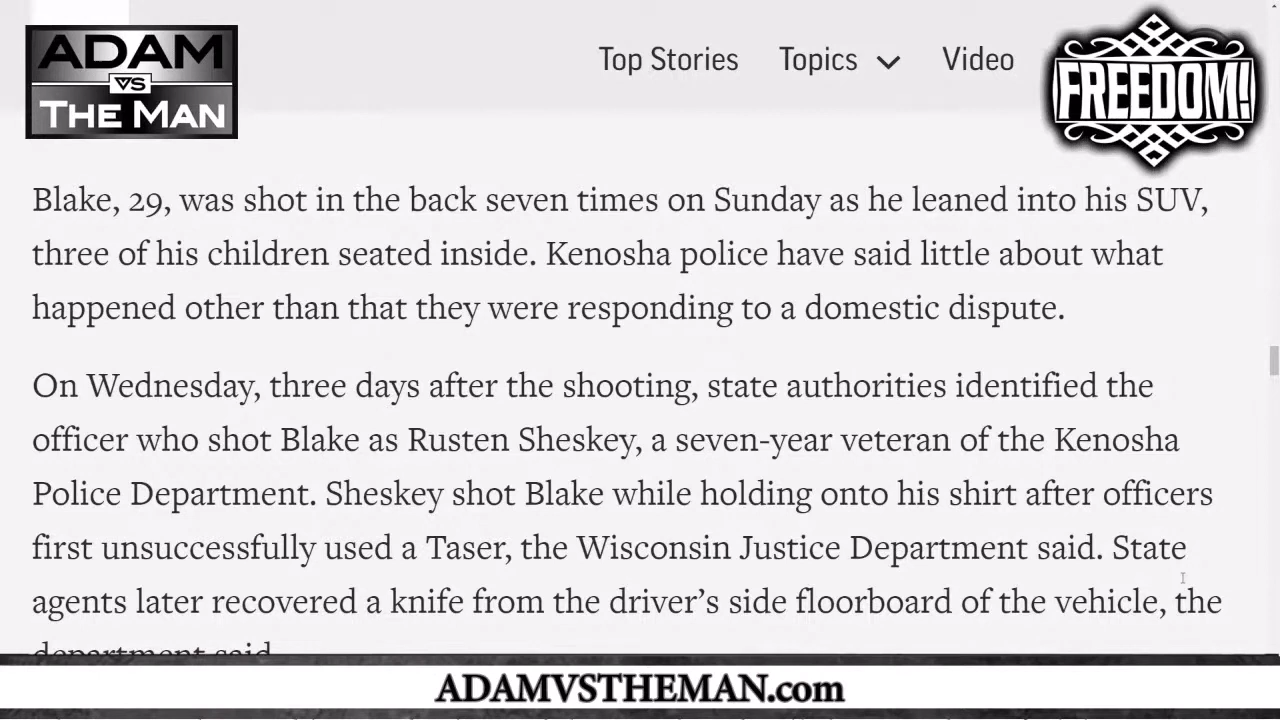 ADAM
VS
THE MAN
Top Stories Topics Video
FREEDOM!
Blake, 29, was shot in the back seven times on Sunday as he leaned into his SUV,
three of his children seated inside. Kenosha police have said little about what
happened other than that they were responding to a domestic dispute.
On Wednesday, three days after the shooting, state authorities identified the
officer who shot Blake as Rusten Sheskey, a seven-year veteran of the Kenosha
Police Department. Sheskey shot Blake while holding onto his shirt after officers
first unsuccessfully used a Taser, the Wisconsin Justice Department said. State
agents later recovered a knife from the driver’s side floorboard of the vehicle, the
department said.
ADAMVSTHEMAN.com